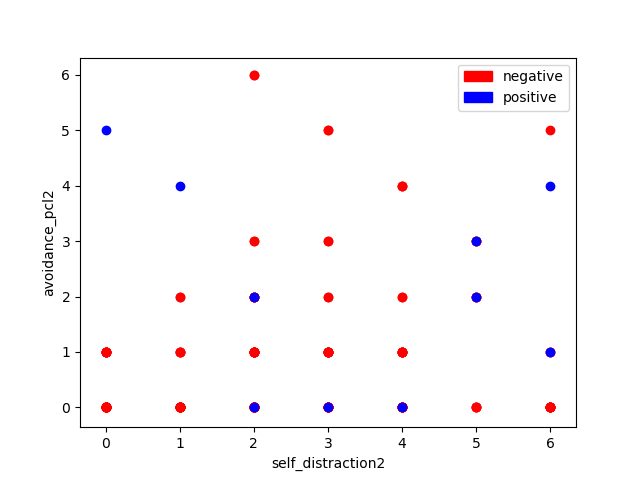 negative
positive
6
5
4
3
2
1
0
avoidance_pcl2
0 1 2 3 4 5 6
self_distraction2